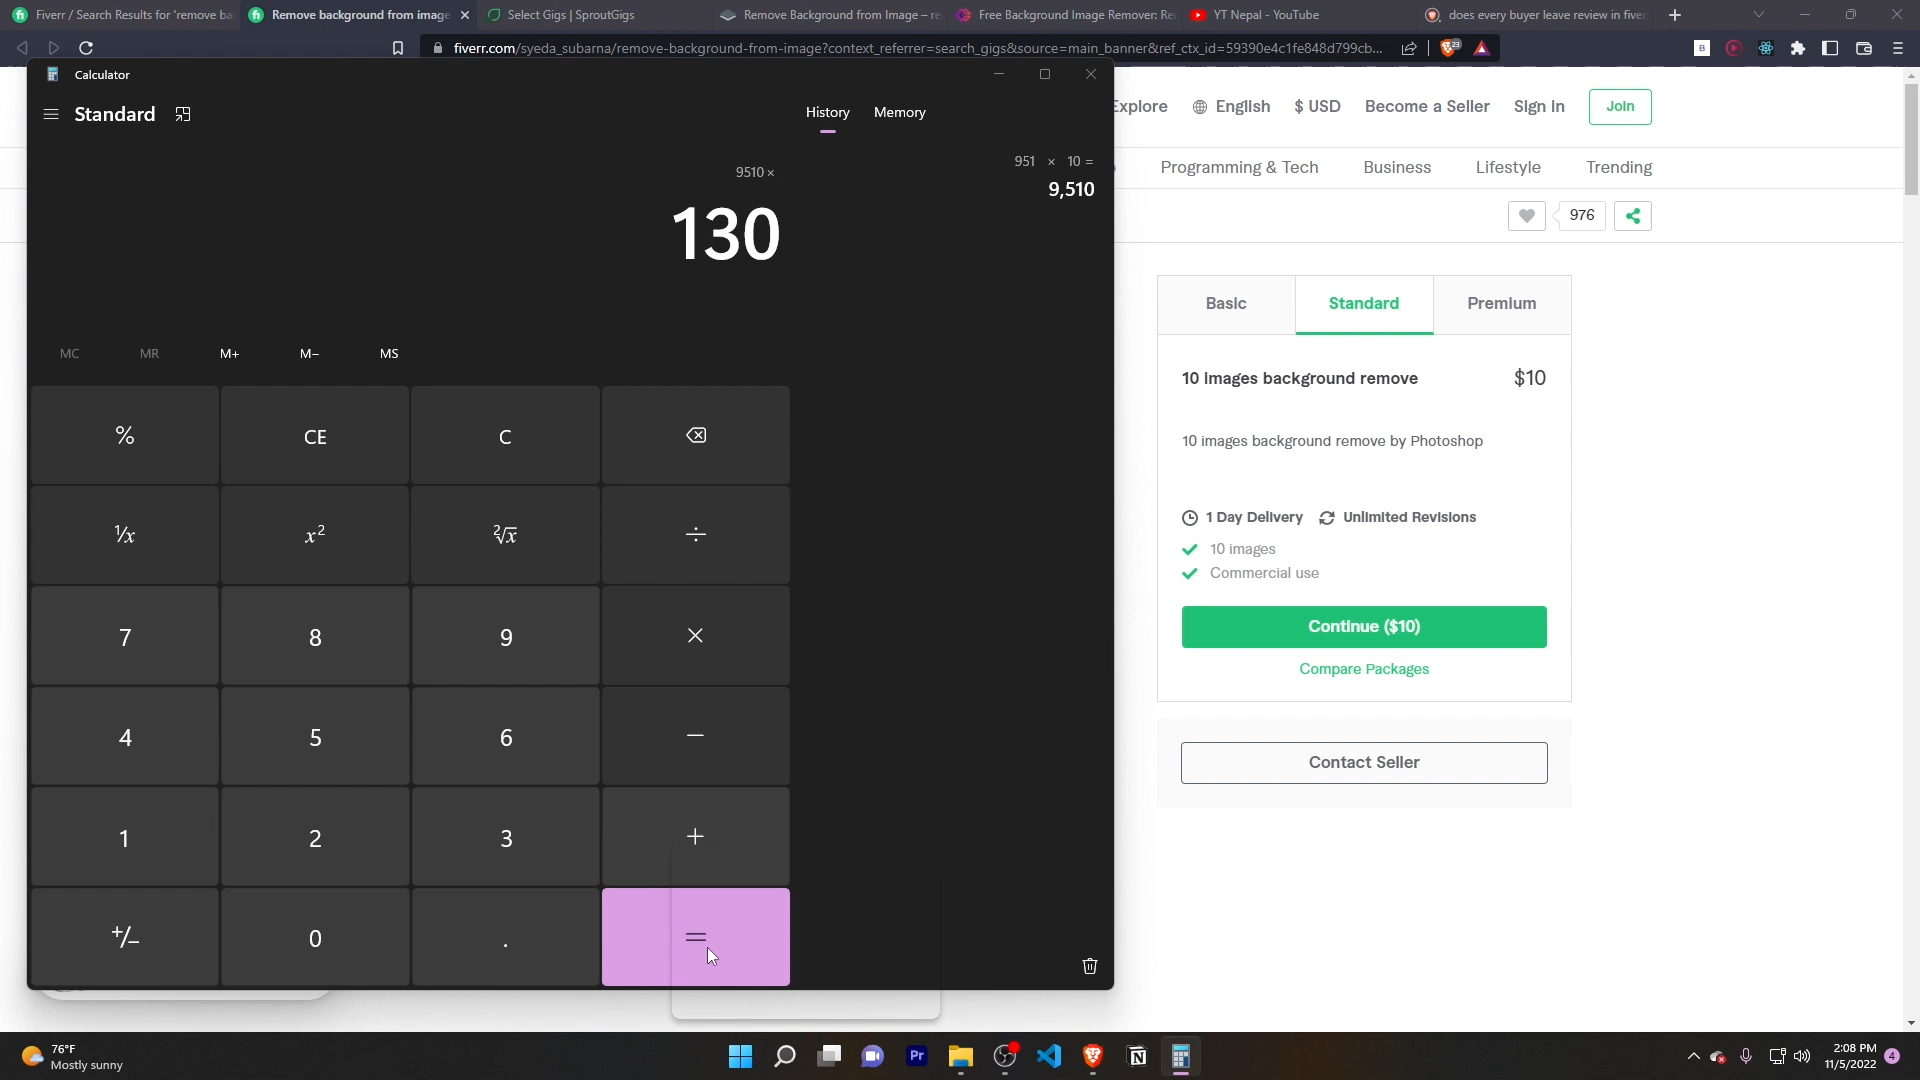 Fiverr / Search Results for 'remove ba
Remove background from image
Select Gigs | SproutGigs
Remove Background from Image – re
Free Background Image Remover: Re
YT Nepal - YouTube
does every buyer leave review in fiver
fiverr.com/syeda_subarna/remove-background-from-image?context_referrer=search_gigs&source=main_banner&ref_ctx_id=59390e4c1fe848d799cb...
23
B
Calculator
Standard
History
Memory
9510 ×
130
951 × 10 =
9,510
MC
MR
M+
M-
MS
%
CE
C
⅟x
x²
²√x
÷
7
8
9
×
4
5
6
−
1
2
3
+
+/−
0
.
=
Explore
English
$ USD
Become a Seller
Sign in
Join
Programming & Tech
Business
Lifestyle
Trending
976
Basic
Standard
Premium
10 images background remove
$10
10 images background remove by Photoshop
1 Day Delivery
Unlimited Revisions
10 images
Commercial use
Continue ($10)
Compare Packages
Contact Seller
76°F
Mostly sunny
Pr
N
2:08 PM
11/5/2022
4